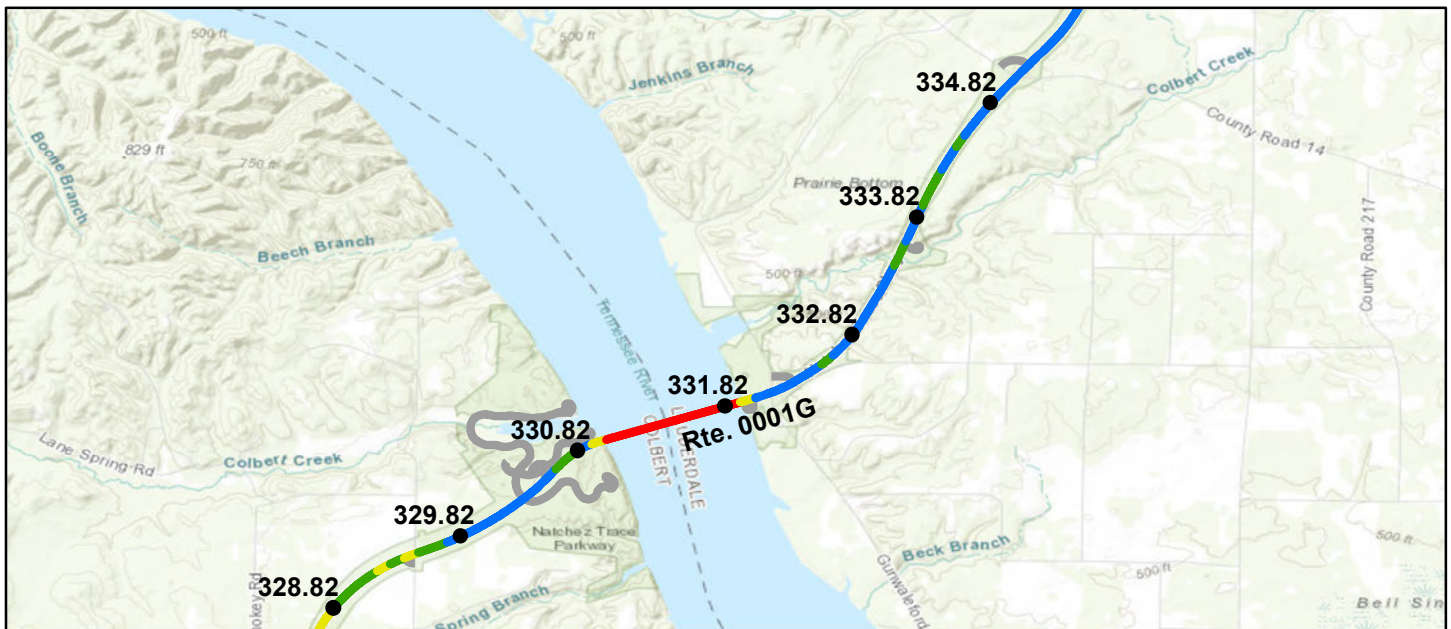 500 ft
500 ft
Jenkins Branch
Colbert Creek
334.82
County Road 14
Boone Branch
829 ft
750 ft
Prairie Bottom
333.82
County Road 217
Beech Branch
500 ft
Tennessee River
332.82
331.82
Rte. 0001G
LAUDERDALE
COLBERT
330.82
Lane Spring Rd
Colbert Creek
329.82
Natchez Trace
Parkway
Beck Branch
500 ft
500 ft
Gunwaleford
328.82
Spring Branch
Bell Sin